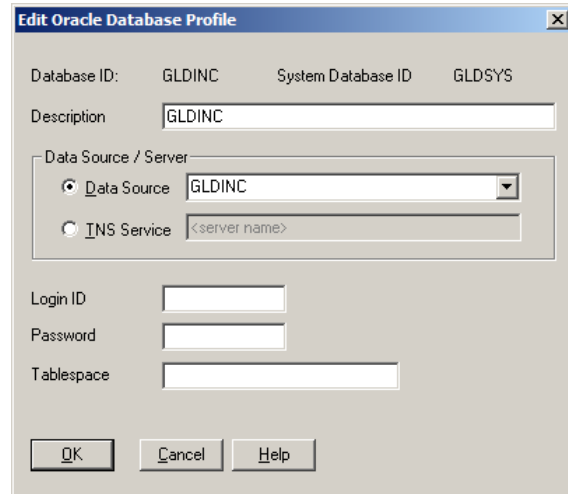 Edit Oracle Database Profile
Database ID: GLDINC System Database ID GLDSYS
Description GLDINC
Data Source / Server
Data Source GLDINC
TNS Service <server name>
Login ID
Password
Tablespace
OK Cancel Help